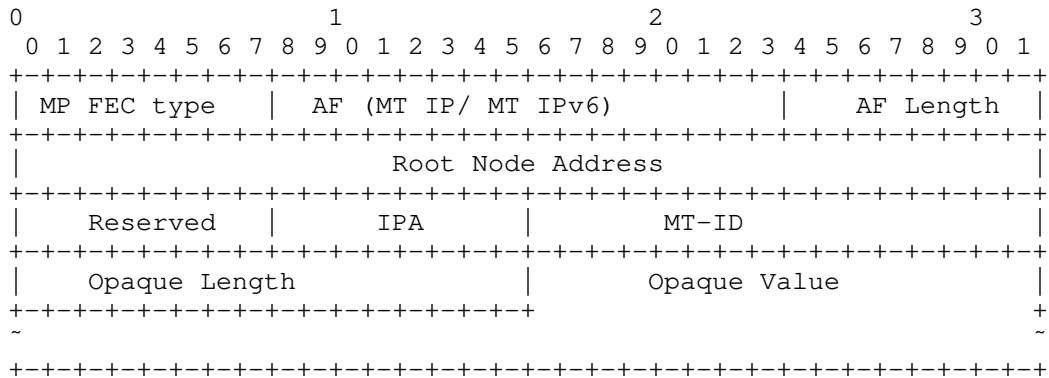 0                   1                   2                   3
 0 1 2 3 4 5 6 7 8 9 0 1 2 3 4 5 6 7 8 9 0 1 2 3 4 5 6 7 8 9 0 1
+-+-+-+-+-+-+-+-+-+-+-+-+-+-+-+-+-+-+-+-+-+-+-+-+-+-+-+-+-+-+-+-+
| MP FEC type   |  AF (MT IP/ MT IPv6)          |    AF Length  |
+-+-+-+-+-+-+-+-+-+-+-+-+-+-+-+-+-+-+-+-+-+-+-+-+-+-+-+-+-+-+-+-+
|                       Root Node Address                       |
+-+-+-+-+-+-+-+-+-+-+-+-+-+-+-+-+-+-+-+-+-+-+-+-+-+-+-+-+-+-+-+-+
|    Reserved   |      IPA      |        MT-ID                  |
+-+-+-+-+-+-+-+-+-+-+-+-+-+-+-+-+-+-+-+-+-+-+-+-+-+-+-+-+-+-+-+-+
|    Opaque Length              |       Opaque Value            |
+-+-+-+-+-+-+-+-+-+-+-+-+-+-+-+-+                               +
~                                                               ~
+-+-+-+-+-+-+-+-+-+-+-+-+-+-+-+-+-+-+-+-+-+-+-+-+-+-+-+-+-+-+-+-+